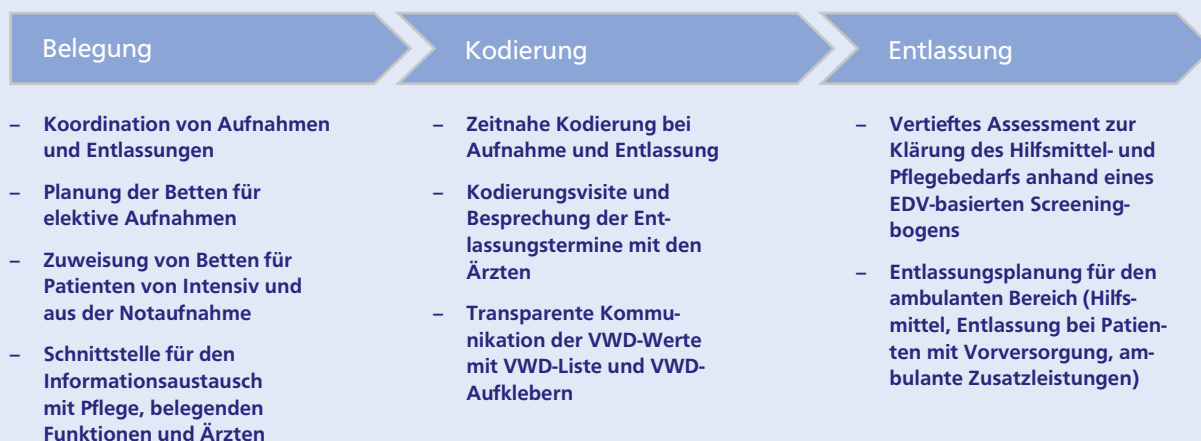 Belegung
– Koordination von Aufnahmen
und Entlassungen
– Planung der Betten für
elektive Aufnahmen
– Zuweisung von Betten für
Patienten von Intensiv und
aus der Notaufnahme
– Schnittstelle für den
Informationsaustausch
mit Pflege, belegenden
Funktionen und Ärzten
Kodierung
– Zeitnahe Kodierung bei
Aufnahme und Entlassung
– Kodierungsvisite und
Besprechung der Ent-
lassungstermine mit den
Ärzten
– Transparente Kommu-
nikation der VWD-Werte
mit VWD-Liste und VWD-
Aufklebern
Entlassung
– Vertieftes Assessment zur
Klärung des Hilfsmittel- und
Pflegebedarfs anhand eines
EDV-basierten Screening-
bogens
– Entlassungsplanung für den
ambulanten Bereich (Hilfs-
mittel, Entlassung bei Patien-
ten mit Vorversorgung, am-
bulante Zusatzleistungen)